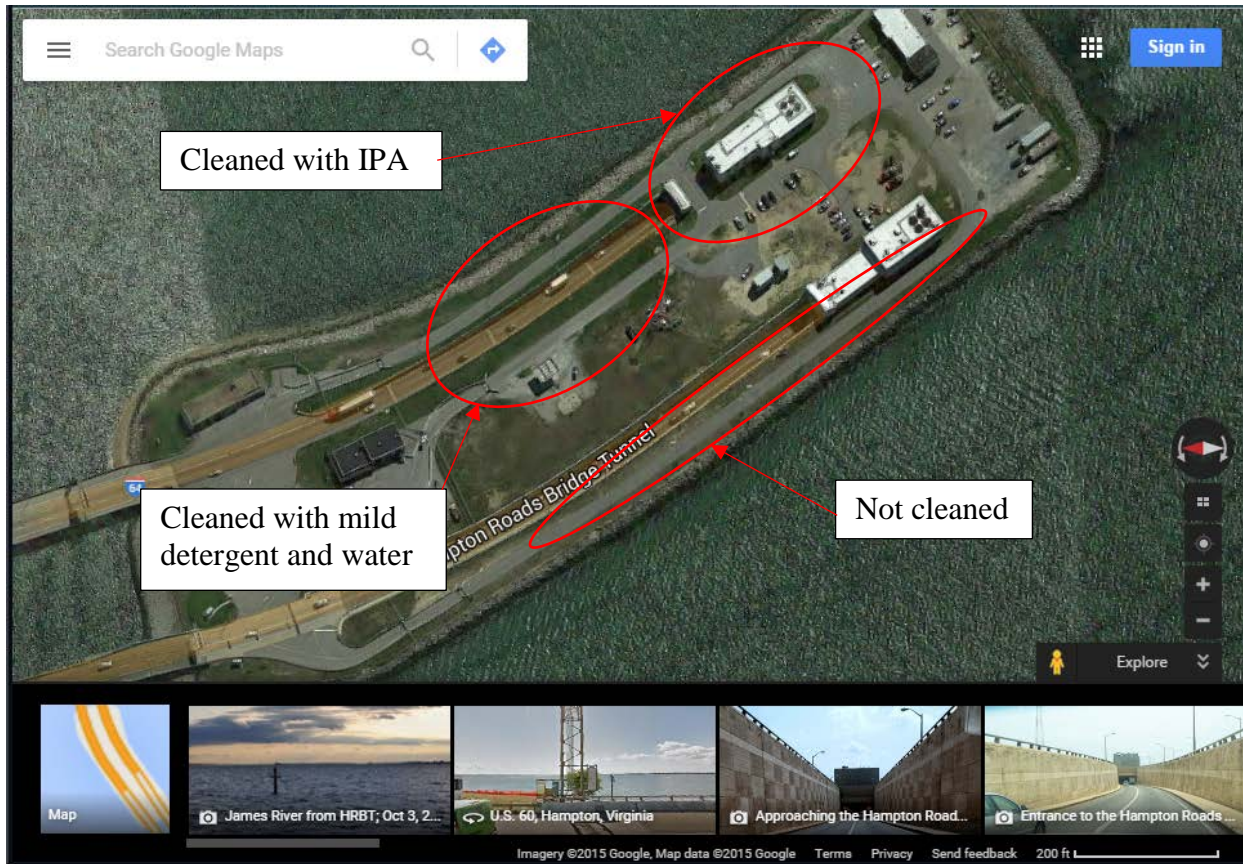 Search Google Maps
Sign in
Cleaned with IPA
64
Hampton Roads Bridge Tunnel
Cleaned with mild
detergent and water
Not cleaned
Explore
Map
James River from HRBT; Oct 3, 2...
U.S. 60, Hampton, Virginia
Approaching the Hampton Road...
Entrance to the Hampton Roads ...
Imagery ©2015 Google, Map data ©2015 Google Terms Privacy Send feedback 200 ft